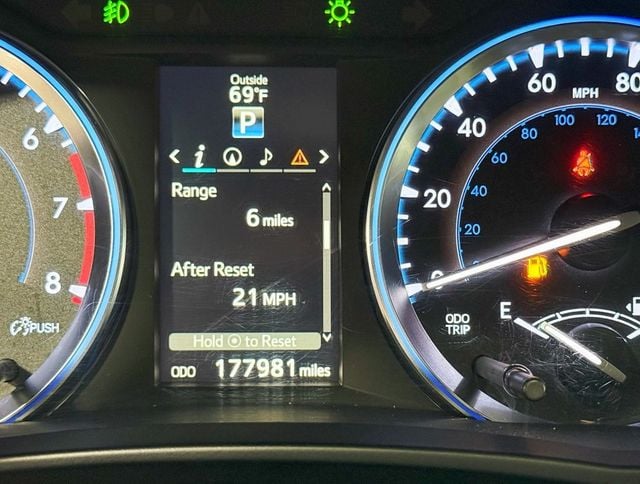 Outside
69°F
P
i
Range
6 miles
After Reset
21 MPH
Hold ⊙ to Reset
ODO 177981 miles
6
7
8
PUSH
0
20
40
60
80
MPH
20
40
60
80
100
120
ODO
TRIP
E